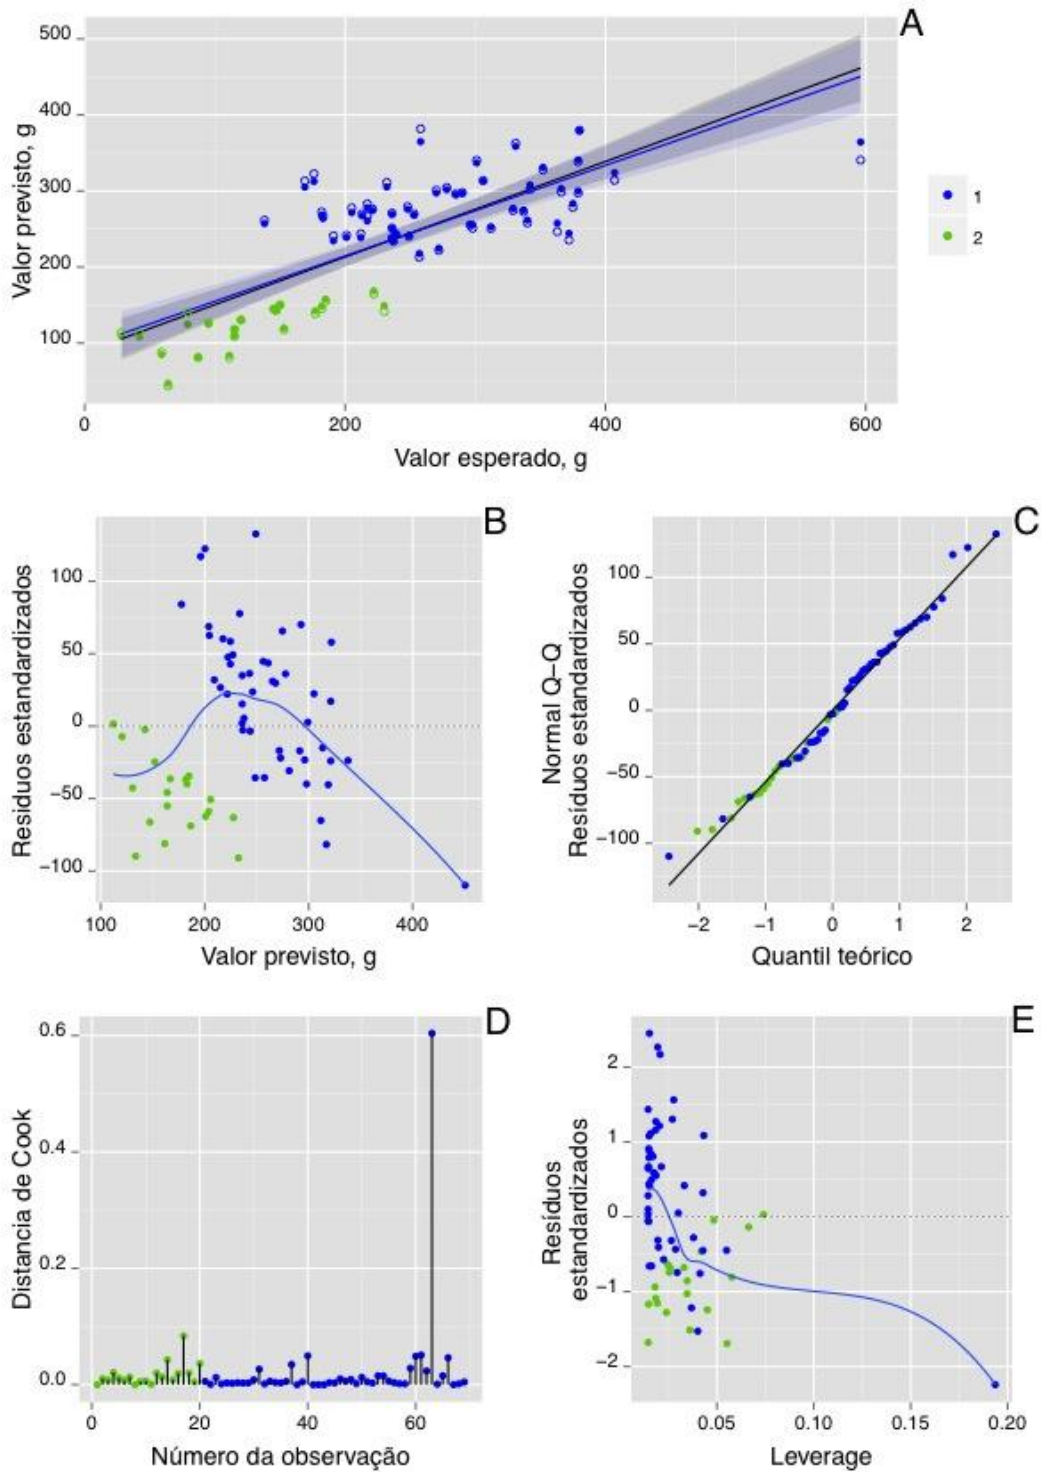 A
500
400
300
200
100
Valor previsto, g
0
200
400
600
Valor esperado, g
1
2
B
100
50
0
−50
−100
Resíduos estandardizados
100
200
300
400
Valor previsto, g
C
100
50
0
−50
−100
Normal Q−Q
Resíduos estandardizados
−2
−1
0
1
2
Quantil teórico
D
0.6
0.4
0.2
0.0
Distancia de Cook
0
20
40
60
Número da observação
E
2
1
0
−1
−2
Resíduos
estandardizados
0.05
0.10
0.15
0.20
Leverage